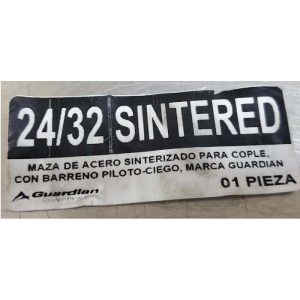 24/32 SINTERED
MAZA DE ACERO SINTERIZADO PARA COPLE,
CON BARRENO PILOTO-CIEGO, MARCA GUARDIAN
Guardian
01 PIEZA